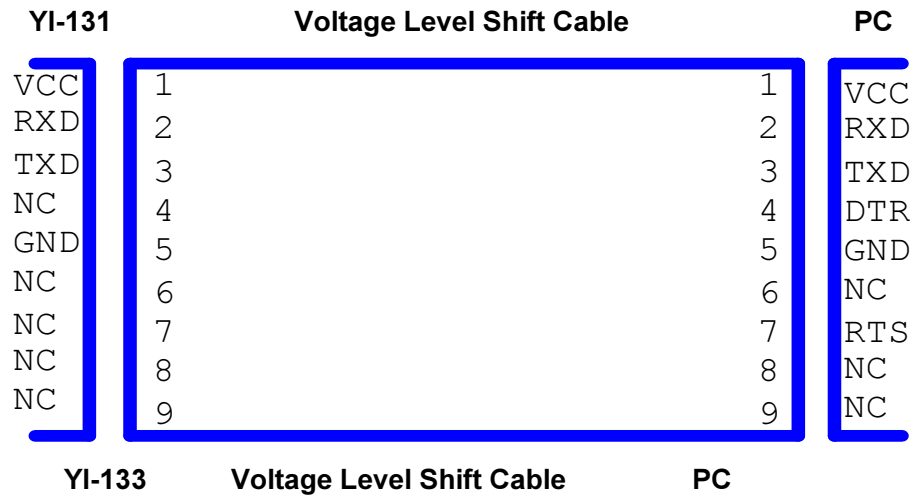 YI-131 Voltage Level Shift Cable PC
VCC 1 1 VCC
RXD 2 2 RXD
TXD 3 3 TXD
NC 4 4 DTR
GND 5 5 GND
NC 6 6 NC
NC 7 7 RTS
NC 8 8 NC
NC 9 9 NC
YI-133 Voltage Level Shift Cable PC